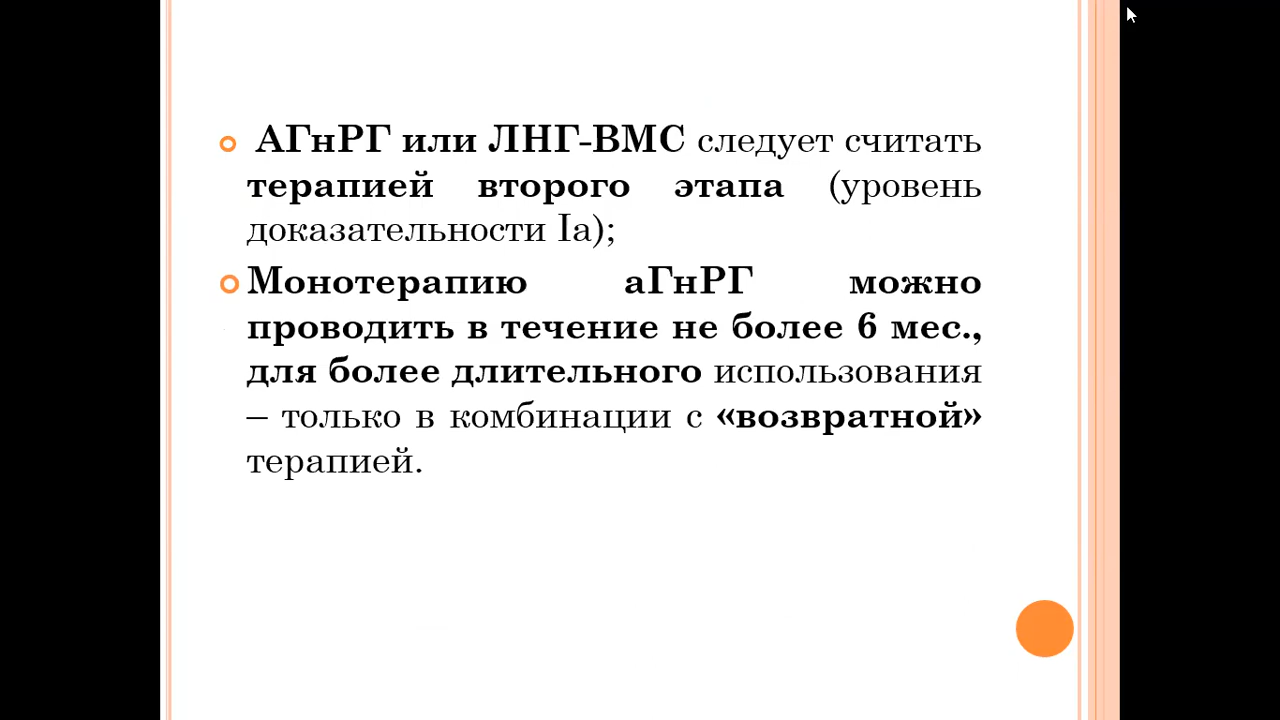 АГнРГ или ЛНГ-ВМС следует считать
терапией второго этапа (уровень
доказательности Ia);
Монотерапию аГнРГ можно
проводить в течение не более 6 мес.,
для более длительного использования
– только в комбинации с «возвратной»
терапией.